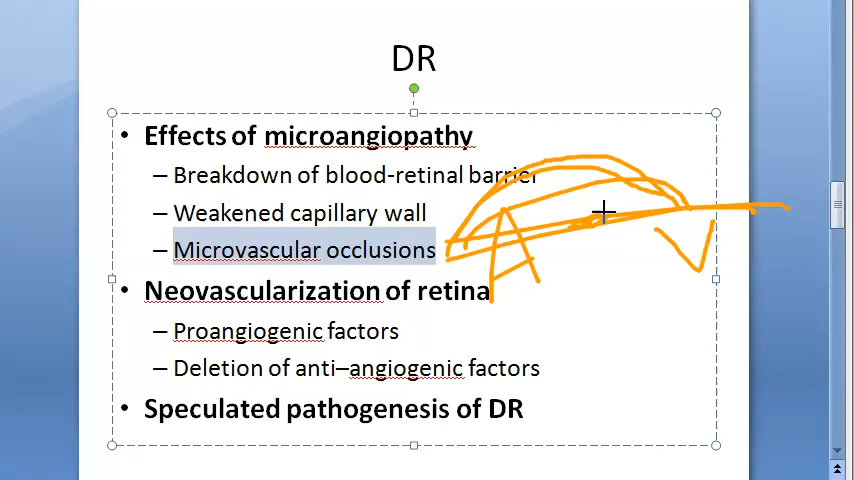 DR
• Effects of microangiopathy
– Breakdown of blood-retinal barrier
– Weakened capillary wall
– Microvascular occlusions
A V
• Neovascularization of retina
– Proangiogenic factors
– Deletion of anti–angiogenic factors
• Speculated pathogenesis of DR